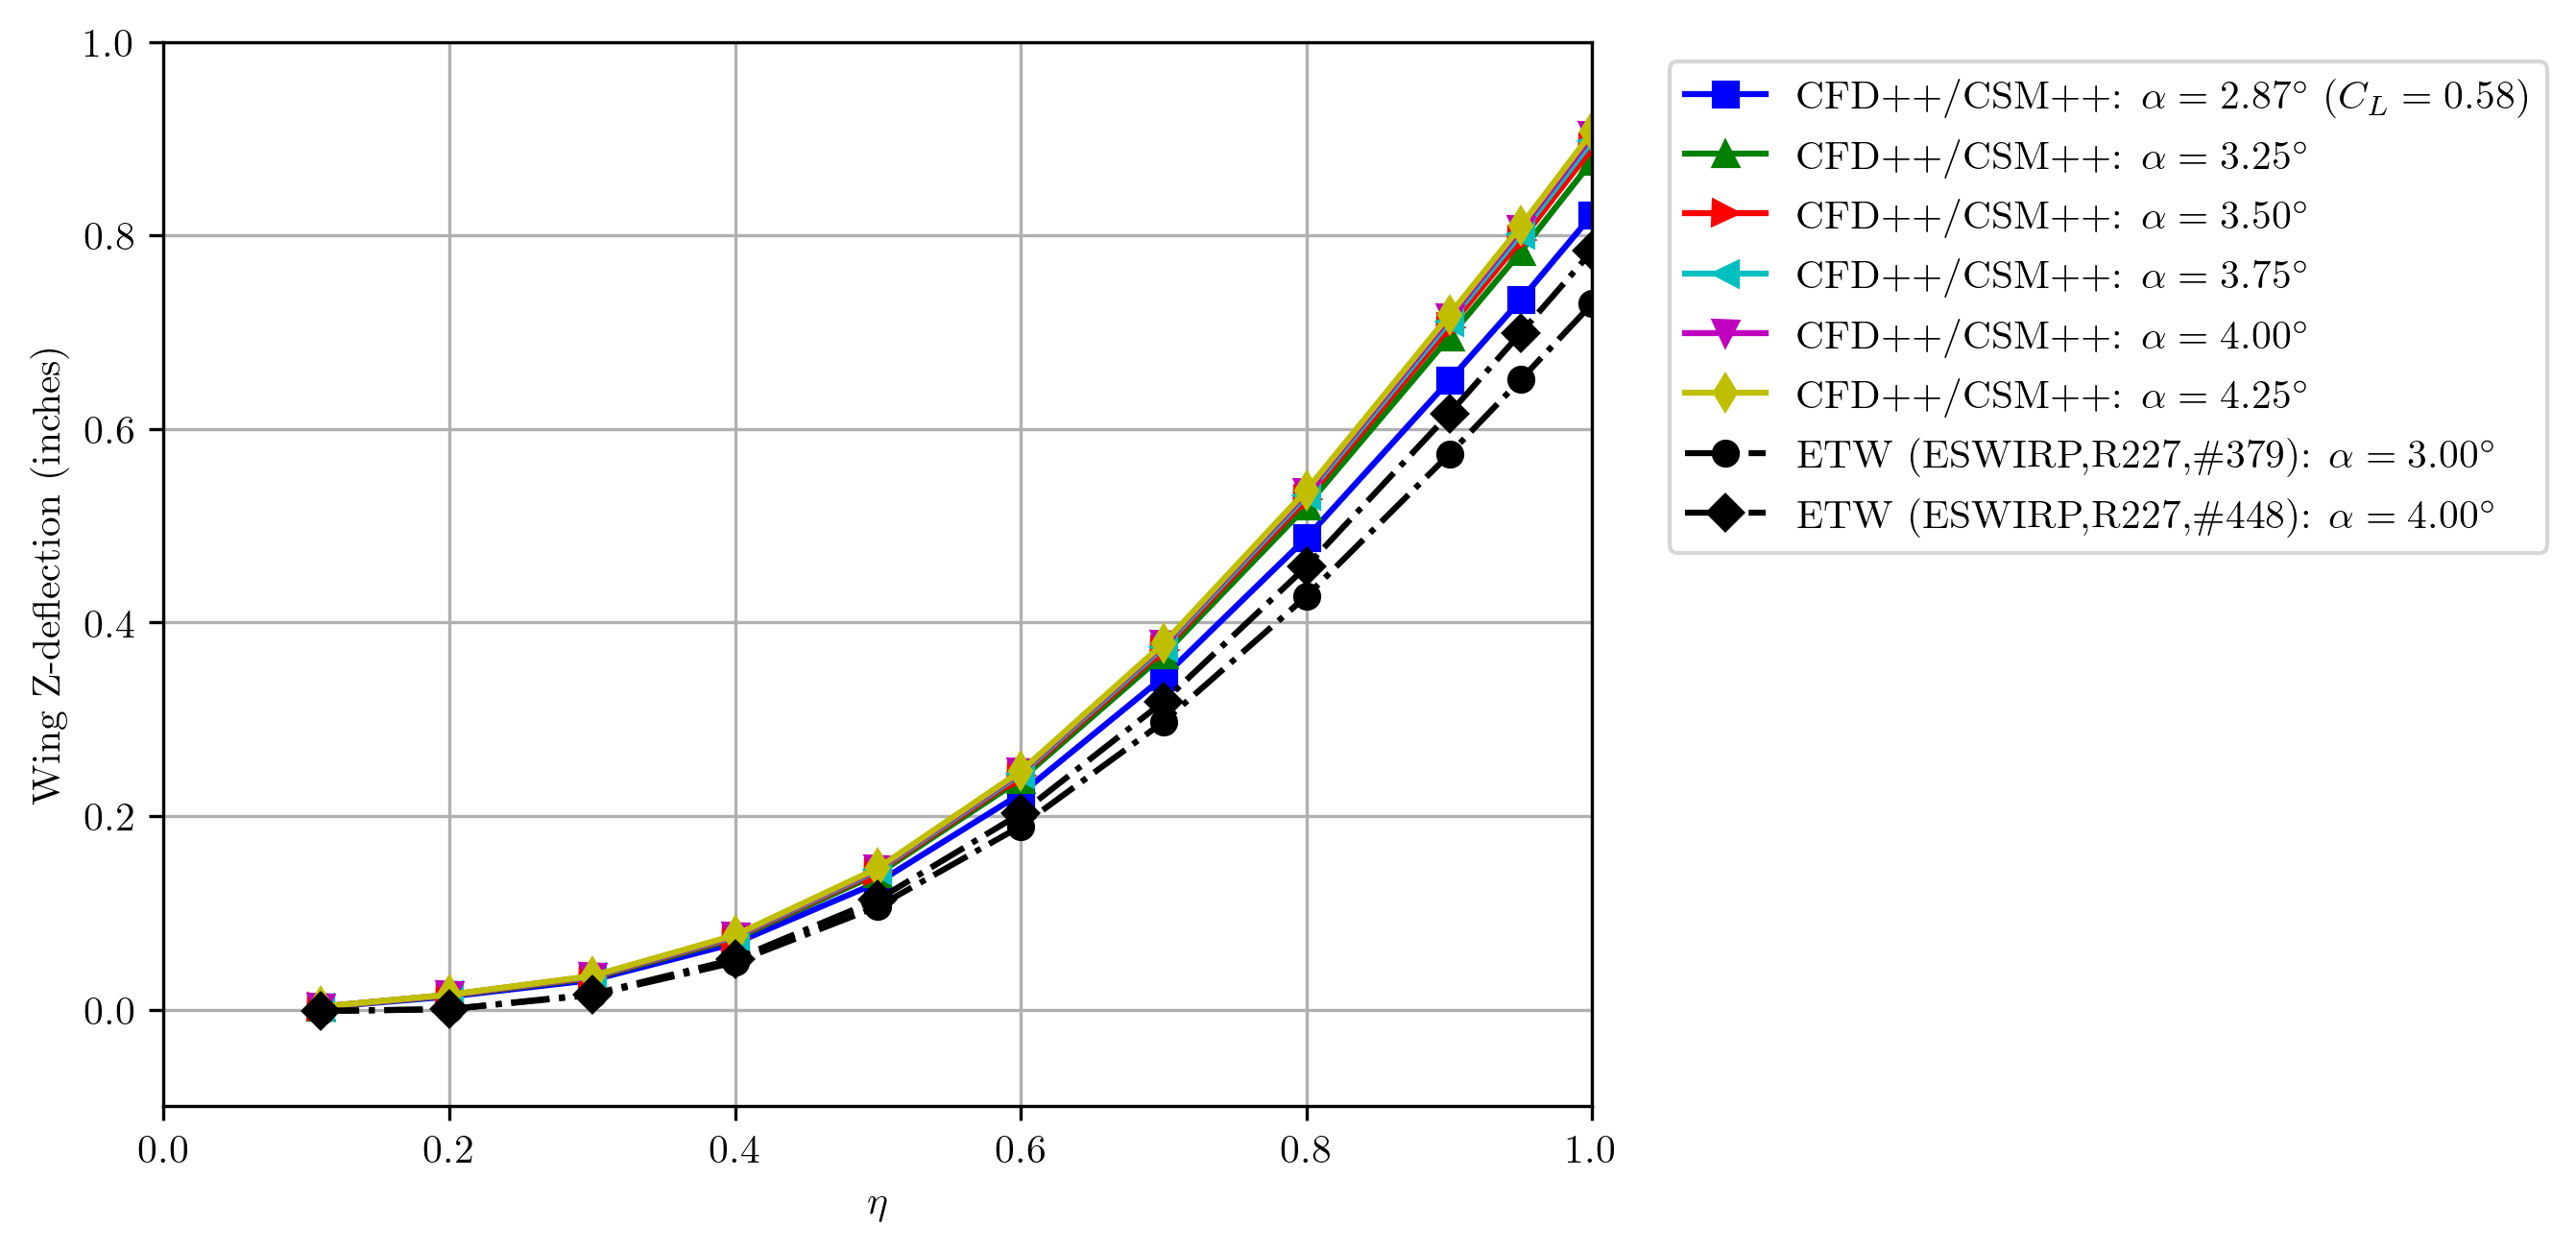 1.0
0.8
0.6
0.4
0.2
0.0
Wing Z-deflection (inches)
0.0 0.2 0.4 0.6 0.8 1.0
η
CFD++/CSM++: α = 2.87° (C_L = 0.58)
CFD++/CSM++: α = 3.25°
CFD++/CSM++: α = 3.50°
CFD++/CSM++: α = 3.75°
CFD++/CSM++: α = 4.00°
CFD++/CSM++: α = 4.25°
ETW (ESWIRP,R227,#379): α = 3.00°
ETW (ESWIRP,R227,#448): α = 4.00°